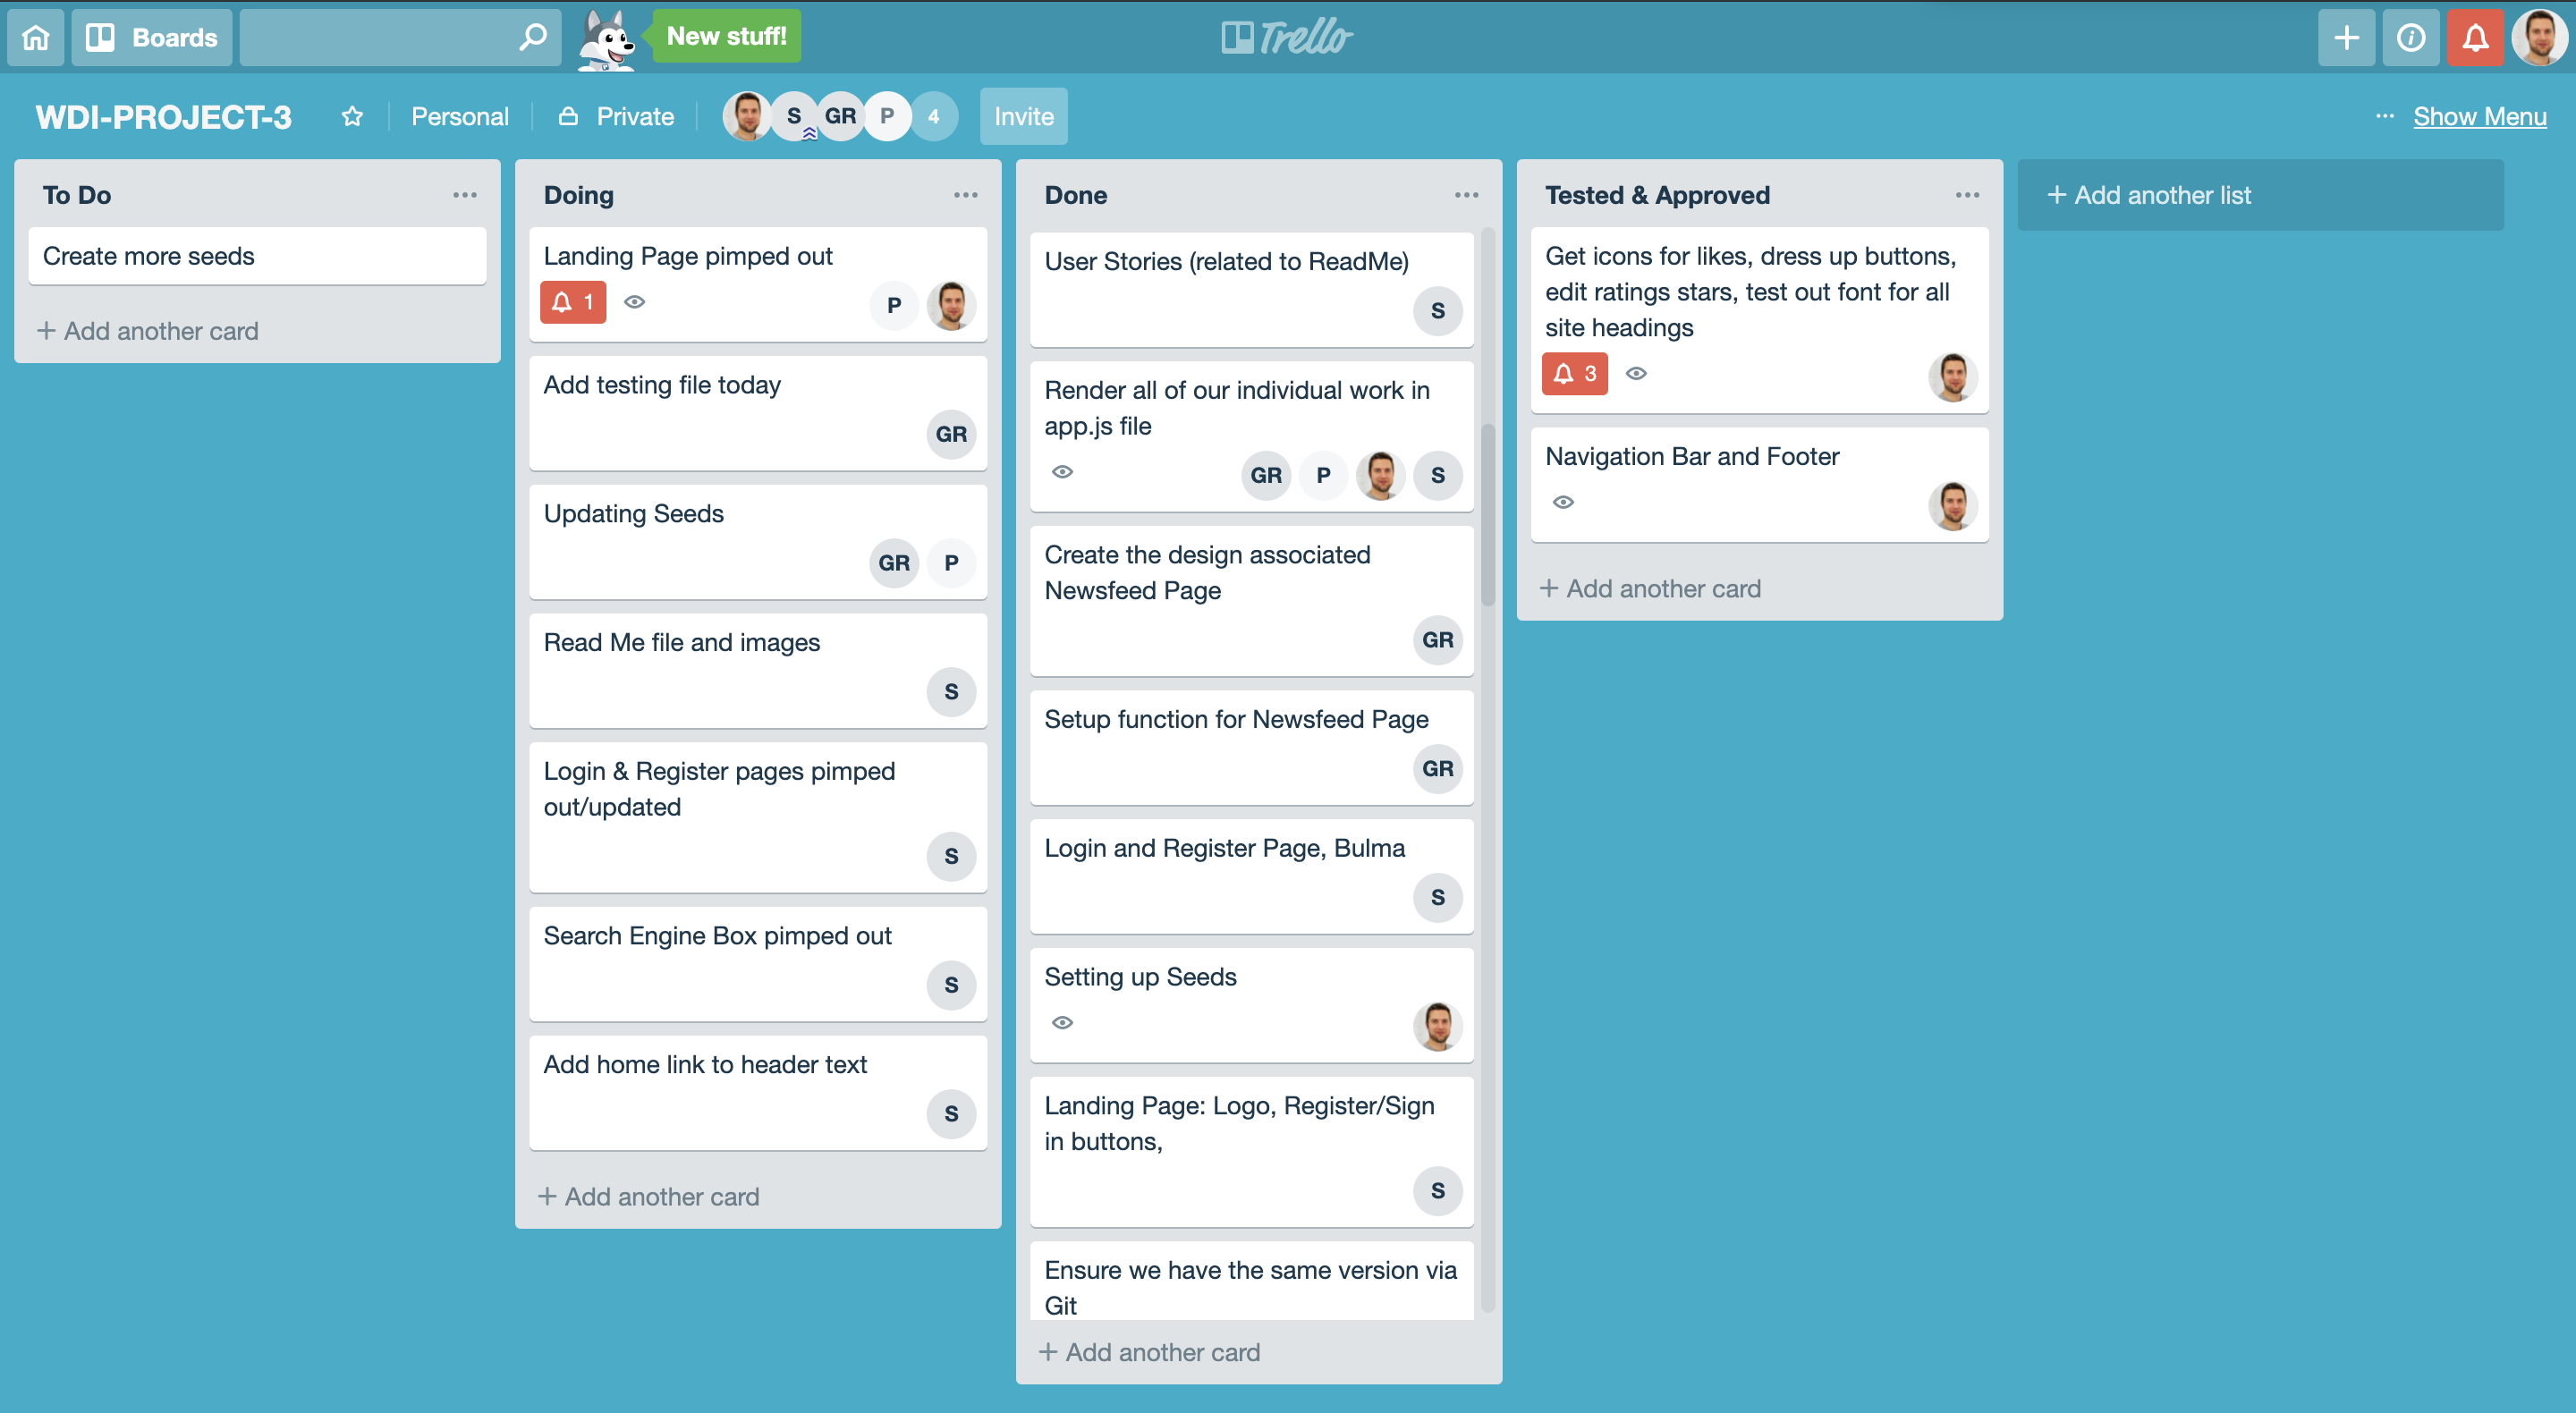 Boards
New stuff!
Trello
WDI-PROJECT-3
Personal
Private
S
GR
P
4
Invite
... Show Menu
To Do
Create more seeds
+ Add another card
Doing
Landing Page pimped out
1
P
Add testing file today
GR
Updating Seeds
GR P
Read Me file and images
S
Login & Register pages pimped
out/updated
S
Search Engine Box pimped out
S
Add home link to header text
S
+ Add another card
Done
User Stories (related to ReadMe)
S
Render all of our individual work in
app.js file
GR P S
Create the design associated
Newsfeed Page
GR
Setup function for Newsfeed Page
GR
Login and Register Page, Bulma
S
Setting up Seeds
Landing Page: Logo, Register/Sign
in buttons,
S
Ensure we have the same version via
Git
+ Add another card
Tested & Approved
Get icons for likes, dress up buttons,
edit ratings stars, test out font for all
site headings
3
Navigation Bar and Footer
+ Add another card
+ Add another list